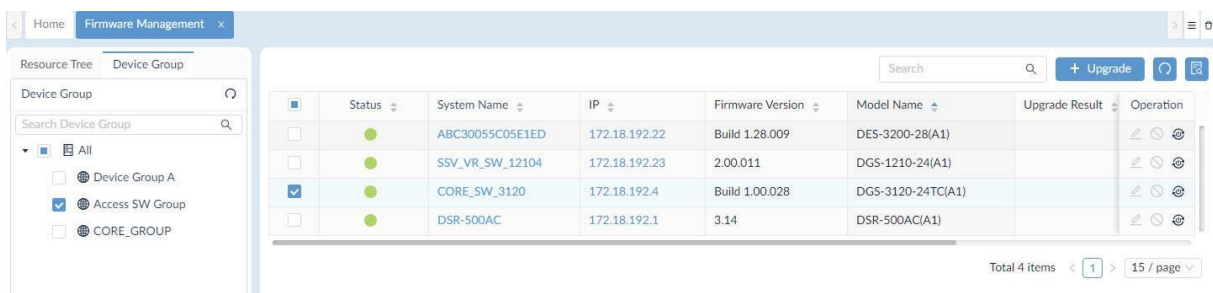 Home Firmware Management ×
Resource Tree Device Group
Device Group
Search Device Group
All
Device Group A
Access SW Group
CORE_GROUP
Search + Upgrade
Status System Name IP Firmware Version Model Name Upgrade Result Operation
ABC30055C05E1ED 172.18.192.22 Build 1.28.009 DES-3200-28(A1)
SSV_VR_SW_12104 172.18.192.23 2.00.011 DGS-1210-24(A1)
CORE_SW_3120 172.18.192.4 Build 1.00.028 DGS-3120-24TC(A1)
DSR-500AC 172.18.192.1 3.14 DSR-500AC(A1)
Total 4 items < 1 > 15 / page